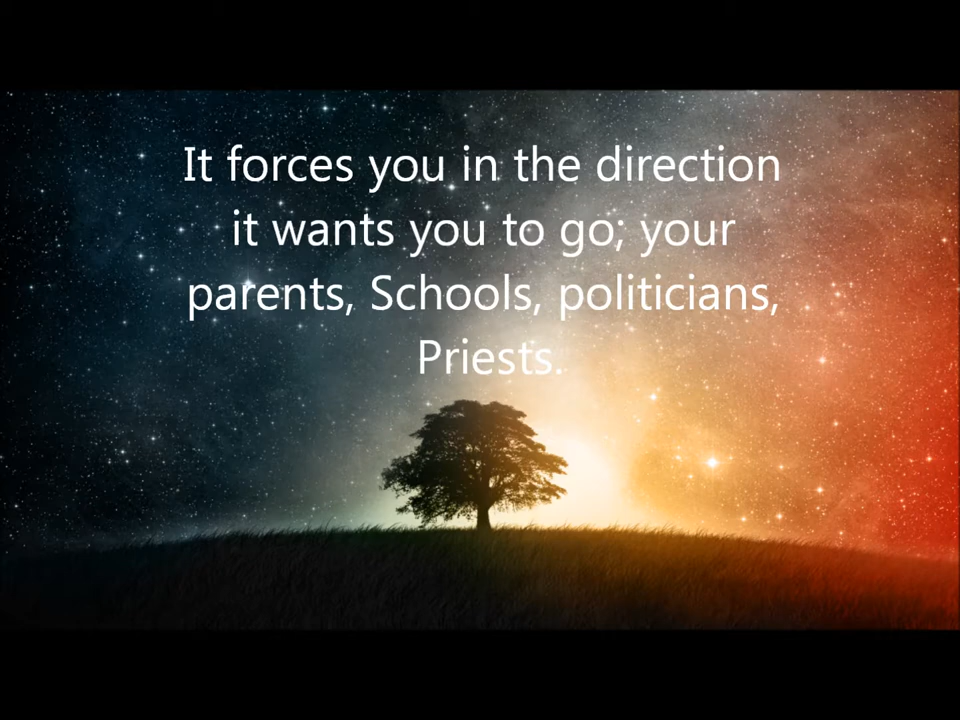 It forces you in the direction
it wants you to go; your
parents, Schools, politicians,
Priests.